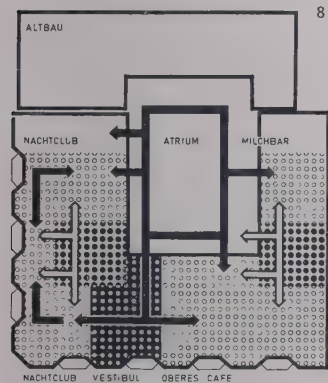 8
ALTBAU
NACHTCLUB ATRIUM MILCHBAR
NACHTCLUB VESTIBUL OBERES CAFE